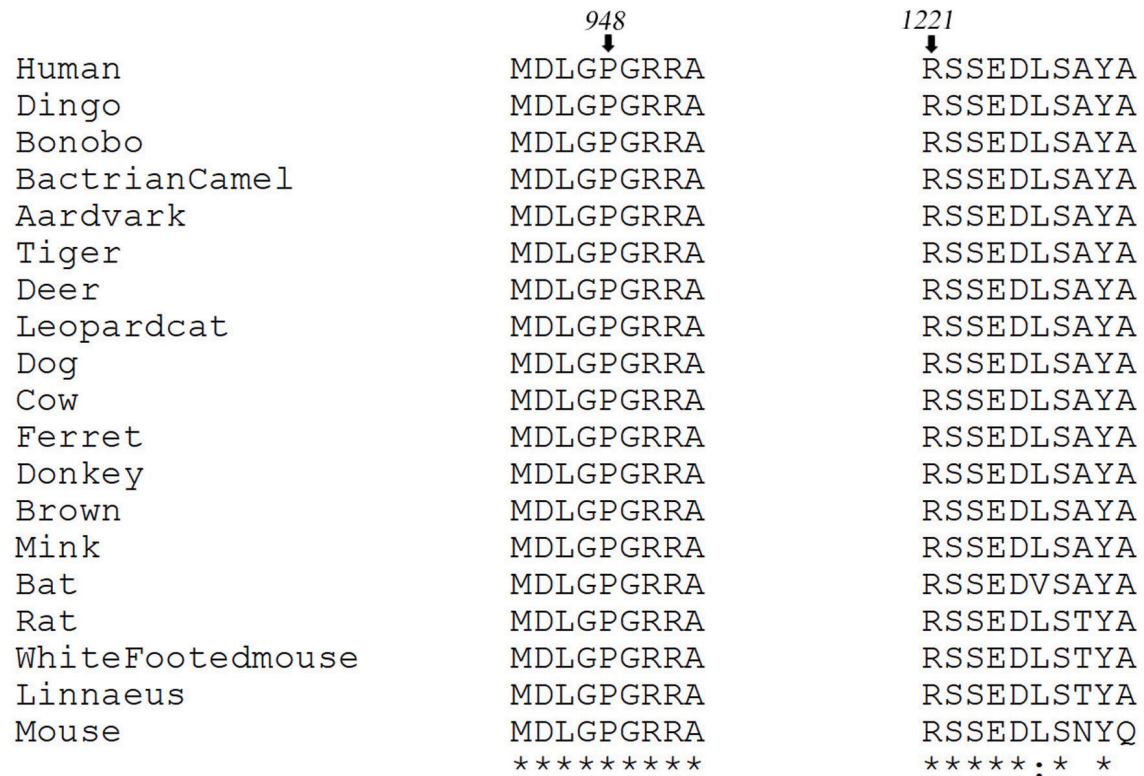 948 1221
Human MDLGPGRRA RSSEDLSAYA
Dingo MDLGPGRRA RSSEDLSAYA
Bonobo MDLGPGRRA RSSEDLSAYA
BactrianCamel MDLGPGRRA RSSEDLSAYA
Aardvark MDLGPGRRA RSSEDLSAYA
Tiger MDLGPGRRA RSSEDLSAYA
Deer MDLGPGRRA RSSEDLSAYA
Leopardcat MDLGPGRRA RSSEDLSAYA
Dog MDLGPGRRA RSSEDLSAYA
Cow MDLGPGRRA RSSEDLSAYA
Ferret MDLGPGRRA RSSEDLSAYA
Donkey MDLGPGRRA RSSEDLSAYA
Brown MDLGPGRRA RSSEDLSAYA
Mink MDLGPGRRA RSSEDLSAYA
Bat MDLGPGRRA RSSEDVSAYA
Rat MDLGPGRRA RSSEDLSTYA
WhiteFootedmouse MDLGPGRRA RSSEDLSTYA
Linnaeus MDLGPGRRA RSSEDLSTYA
Mouse MDLGPGRRA RSSEDLSNYQ
********* *****:* *